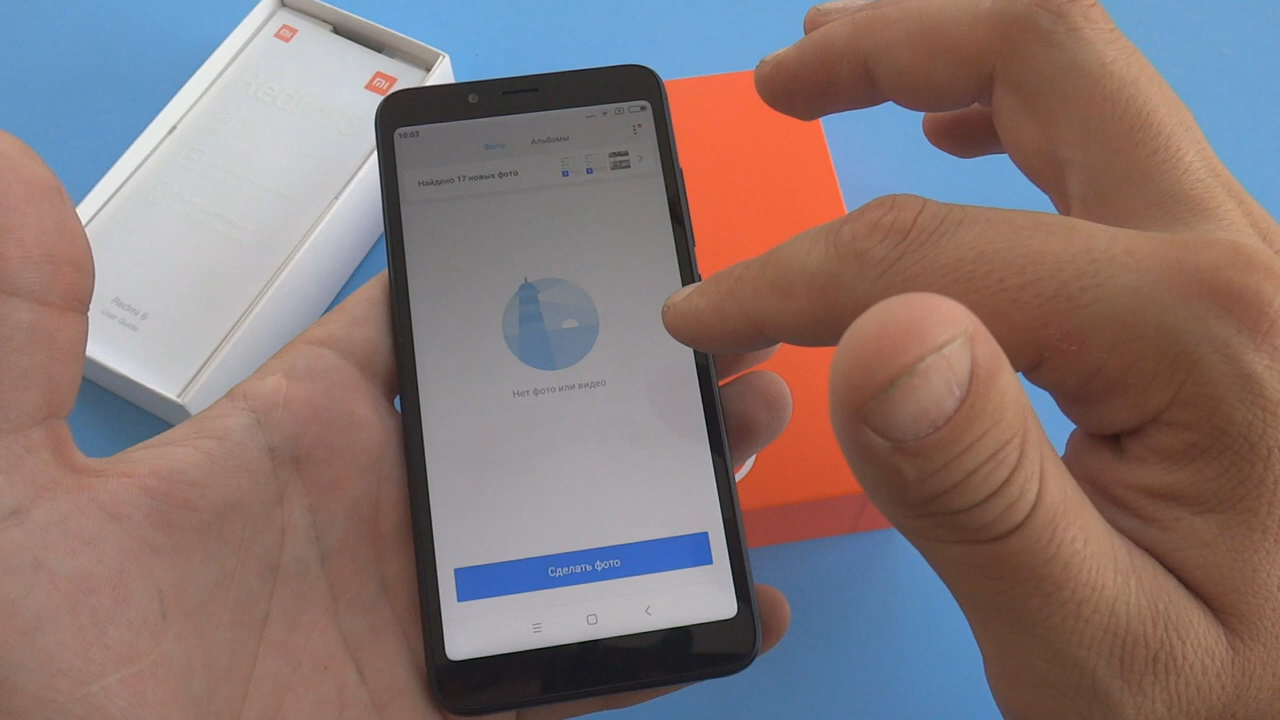 mi
mi
Redmi 6
User Guide
10:03
Фото Альбомы
Найдено 17 новых фото
Нет фото или видео
Сделать фото